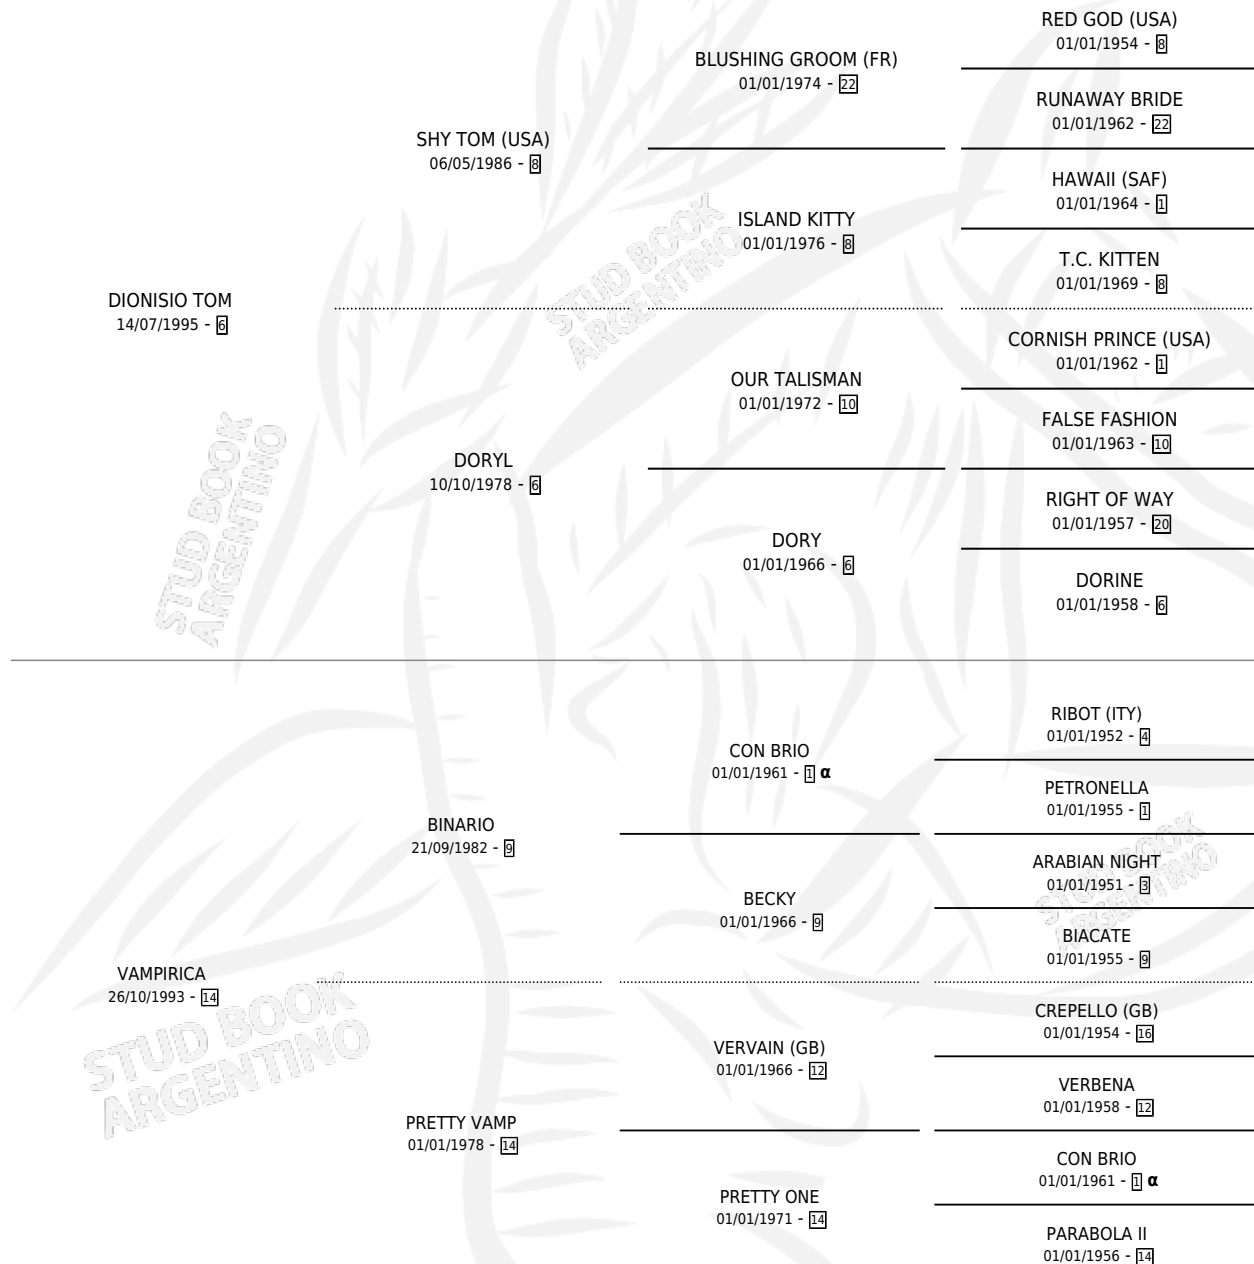 RED GOD (USA)
01/01/1954 - 8
BLUSHING GROOM (FR)
01/01/1974 - 22
RUNAWAY BRIDE
01/01/1962 - 22
SHY TOM (USA)
06/05/1986 - 8
HAWAII (SAF)
01/01/1964 - 1
ISLAND KITTY
01/01/1976 - 8
T.C. KITTEN
01/01/1969 - 8
DIONISIO TOM
14/07/1995 - 6
CORNISH PRINCE (USA)
01/01/1962 - 1
OUR TALISMAN
01/01/1972 - 10
FALSE FASHION
01/01/1963 - 10
DORYL
10/10/1978 - 6
RIGHT OF WAY
01/01/1957 - 20
DORY
01/01/1966 - 6
DORINE
01/01/1958 - 6
RIBOT (ITY)
01/01/1952 - 4
CON BRIO
01/01/1961 - 1 α
PETRONELLA
01/01/1955 - 1
BINARIO
21/09/1982 - 9
ARABIAN NIGHT
01/01/1951 - 3
BECKY
01/01/1966 - 9
BIACATE
01/01/1955 - 9
VAMPIRICA
26/10/1993 - 14
CREPELLO (GB)
01/01/1954 - 16
VERVAIN (GB)
01/01/1966 - 12
VERBENA
01/01/1958 - 12
PRETTY VAMP
01/01/1978 - 14
CON BRIO
01/01/1961 - 1 α
PRETTY ONE
01/01/1971 - 14
PARABOLA II
01/01/1956 - 14
STUD BOOK
ARGENTINO
STUD BOOK
ARGENTINO
STUD BOOK
ARGENTINO
STUD BOOK
ARGENTINO